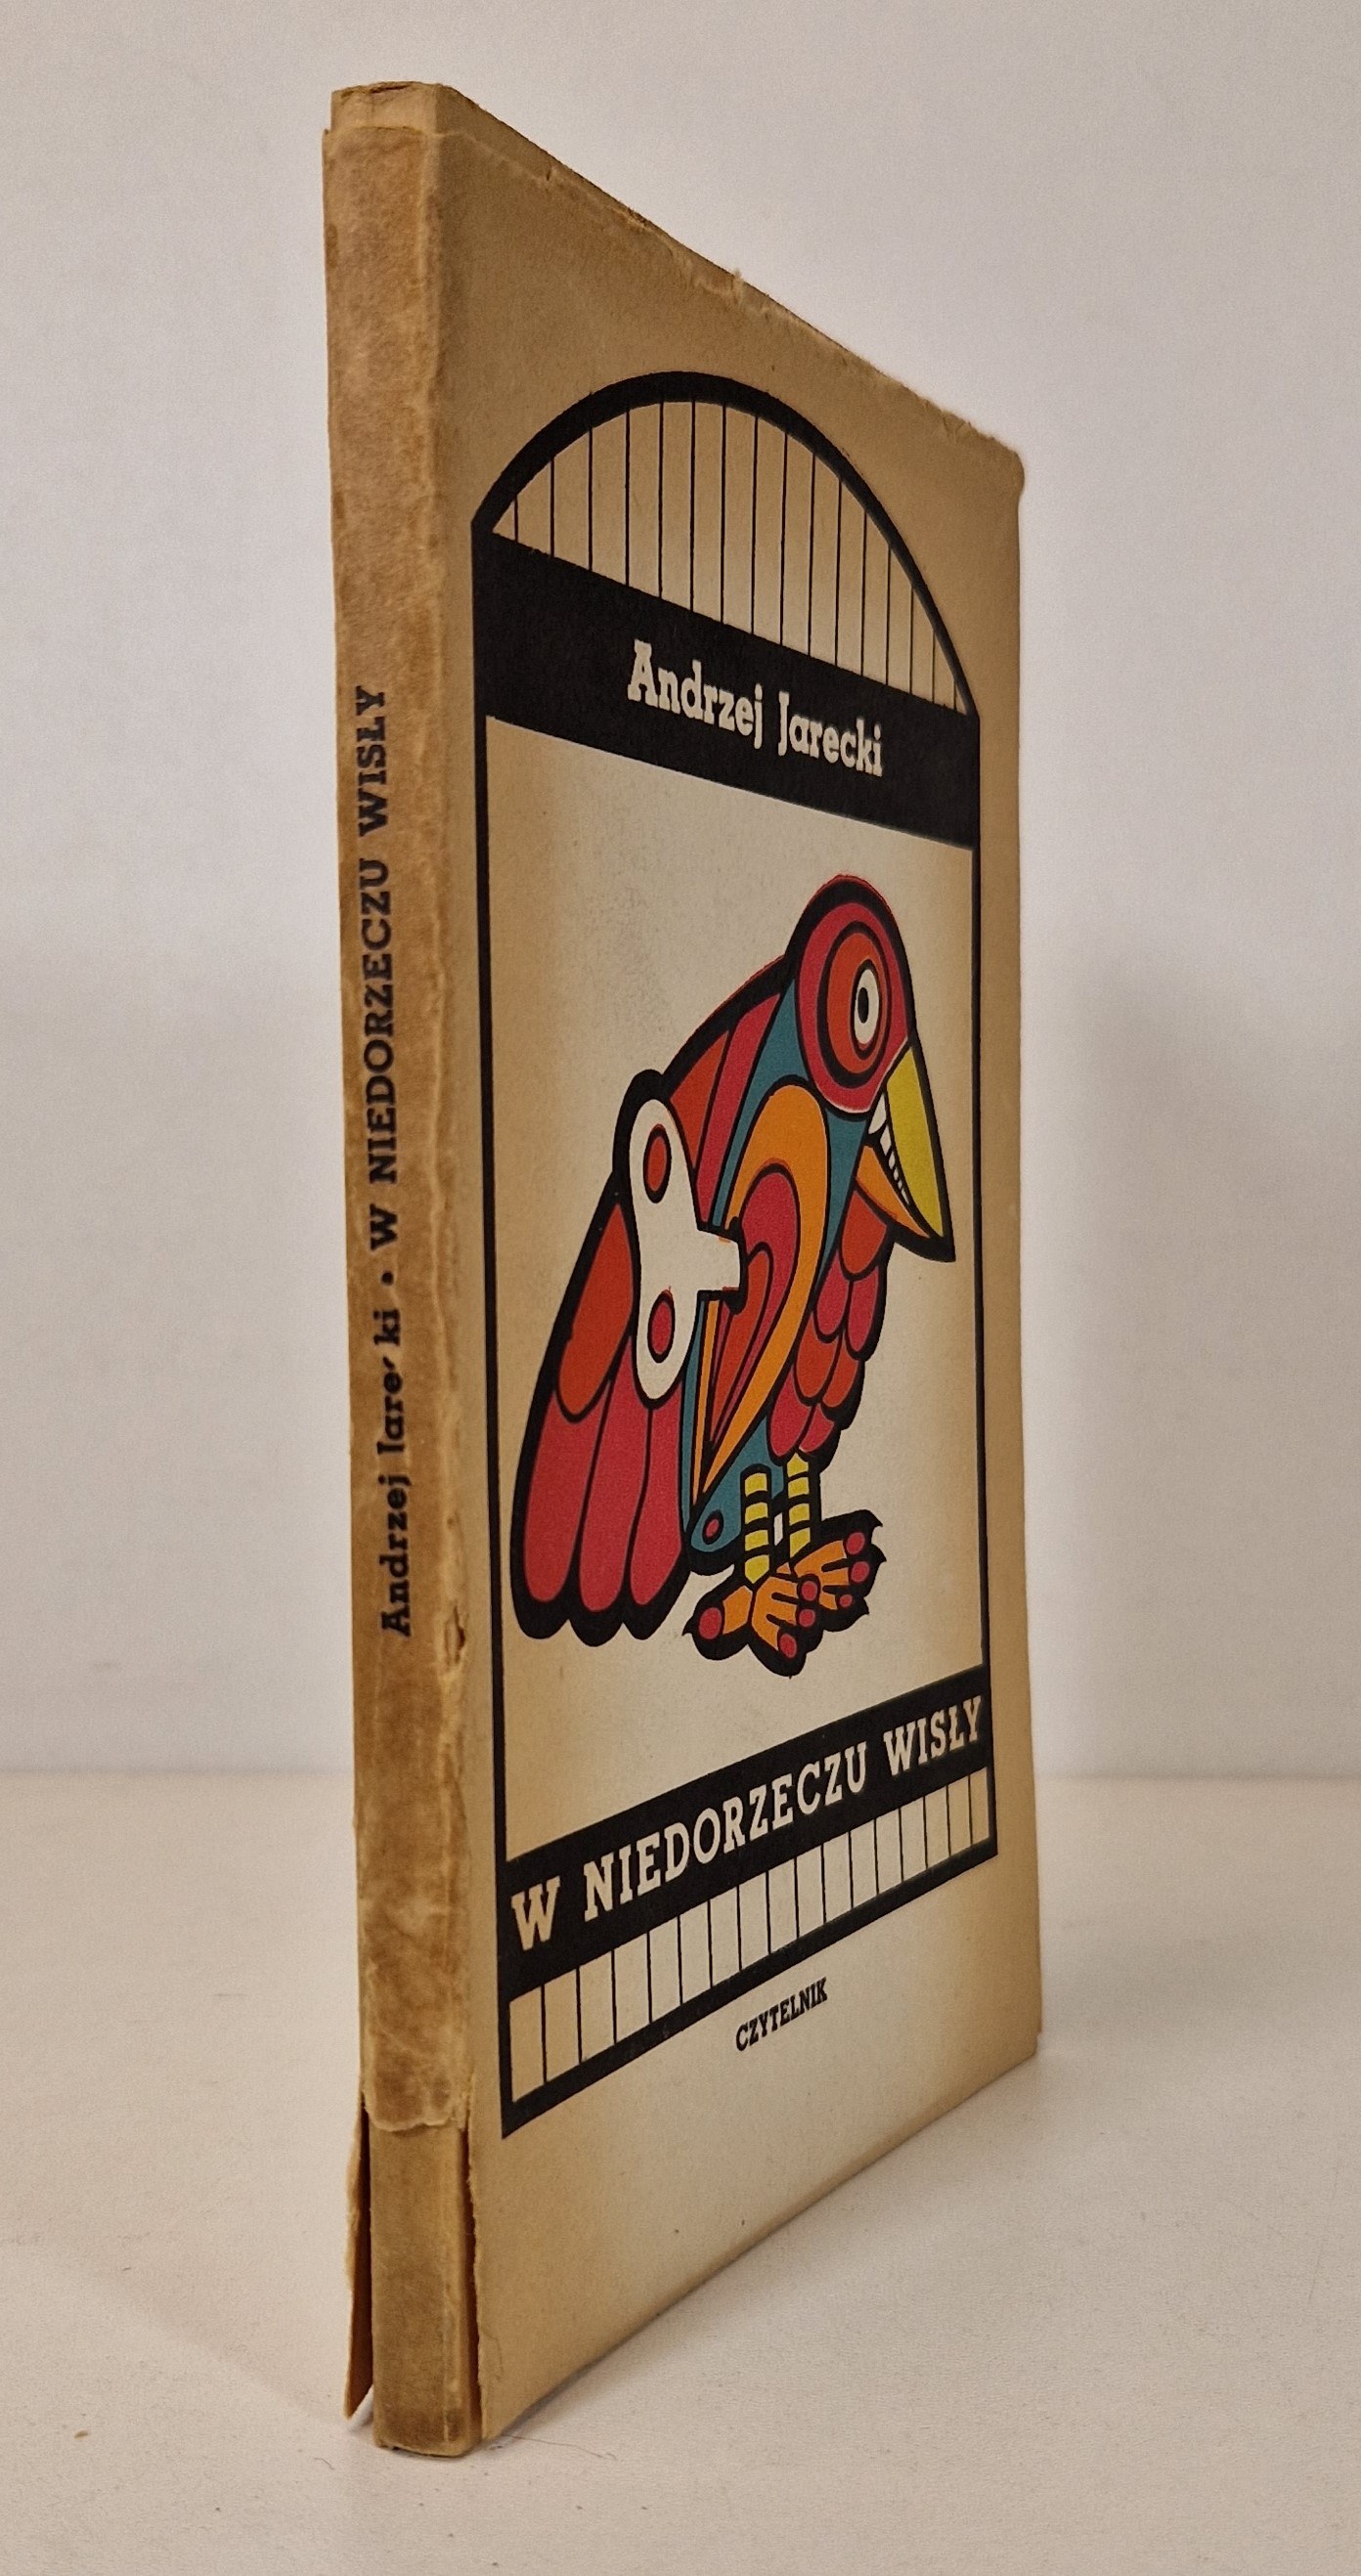 Andrzej Jarecki • W NIEDORZECZU WISŁY
Andrzej Jarecki
W NIEDORZECZU WISŁY
CZYTELNIK